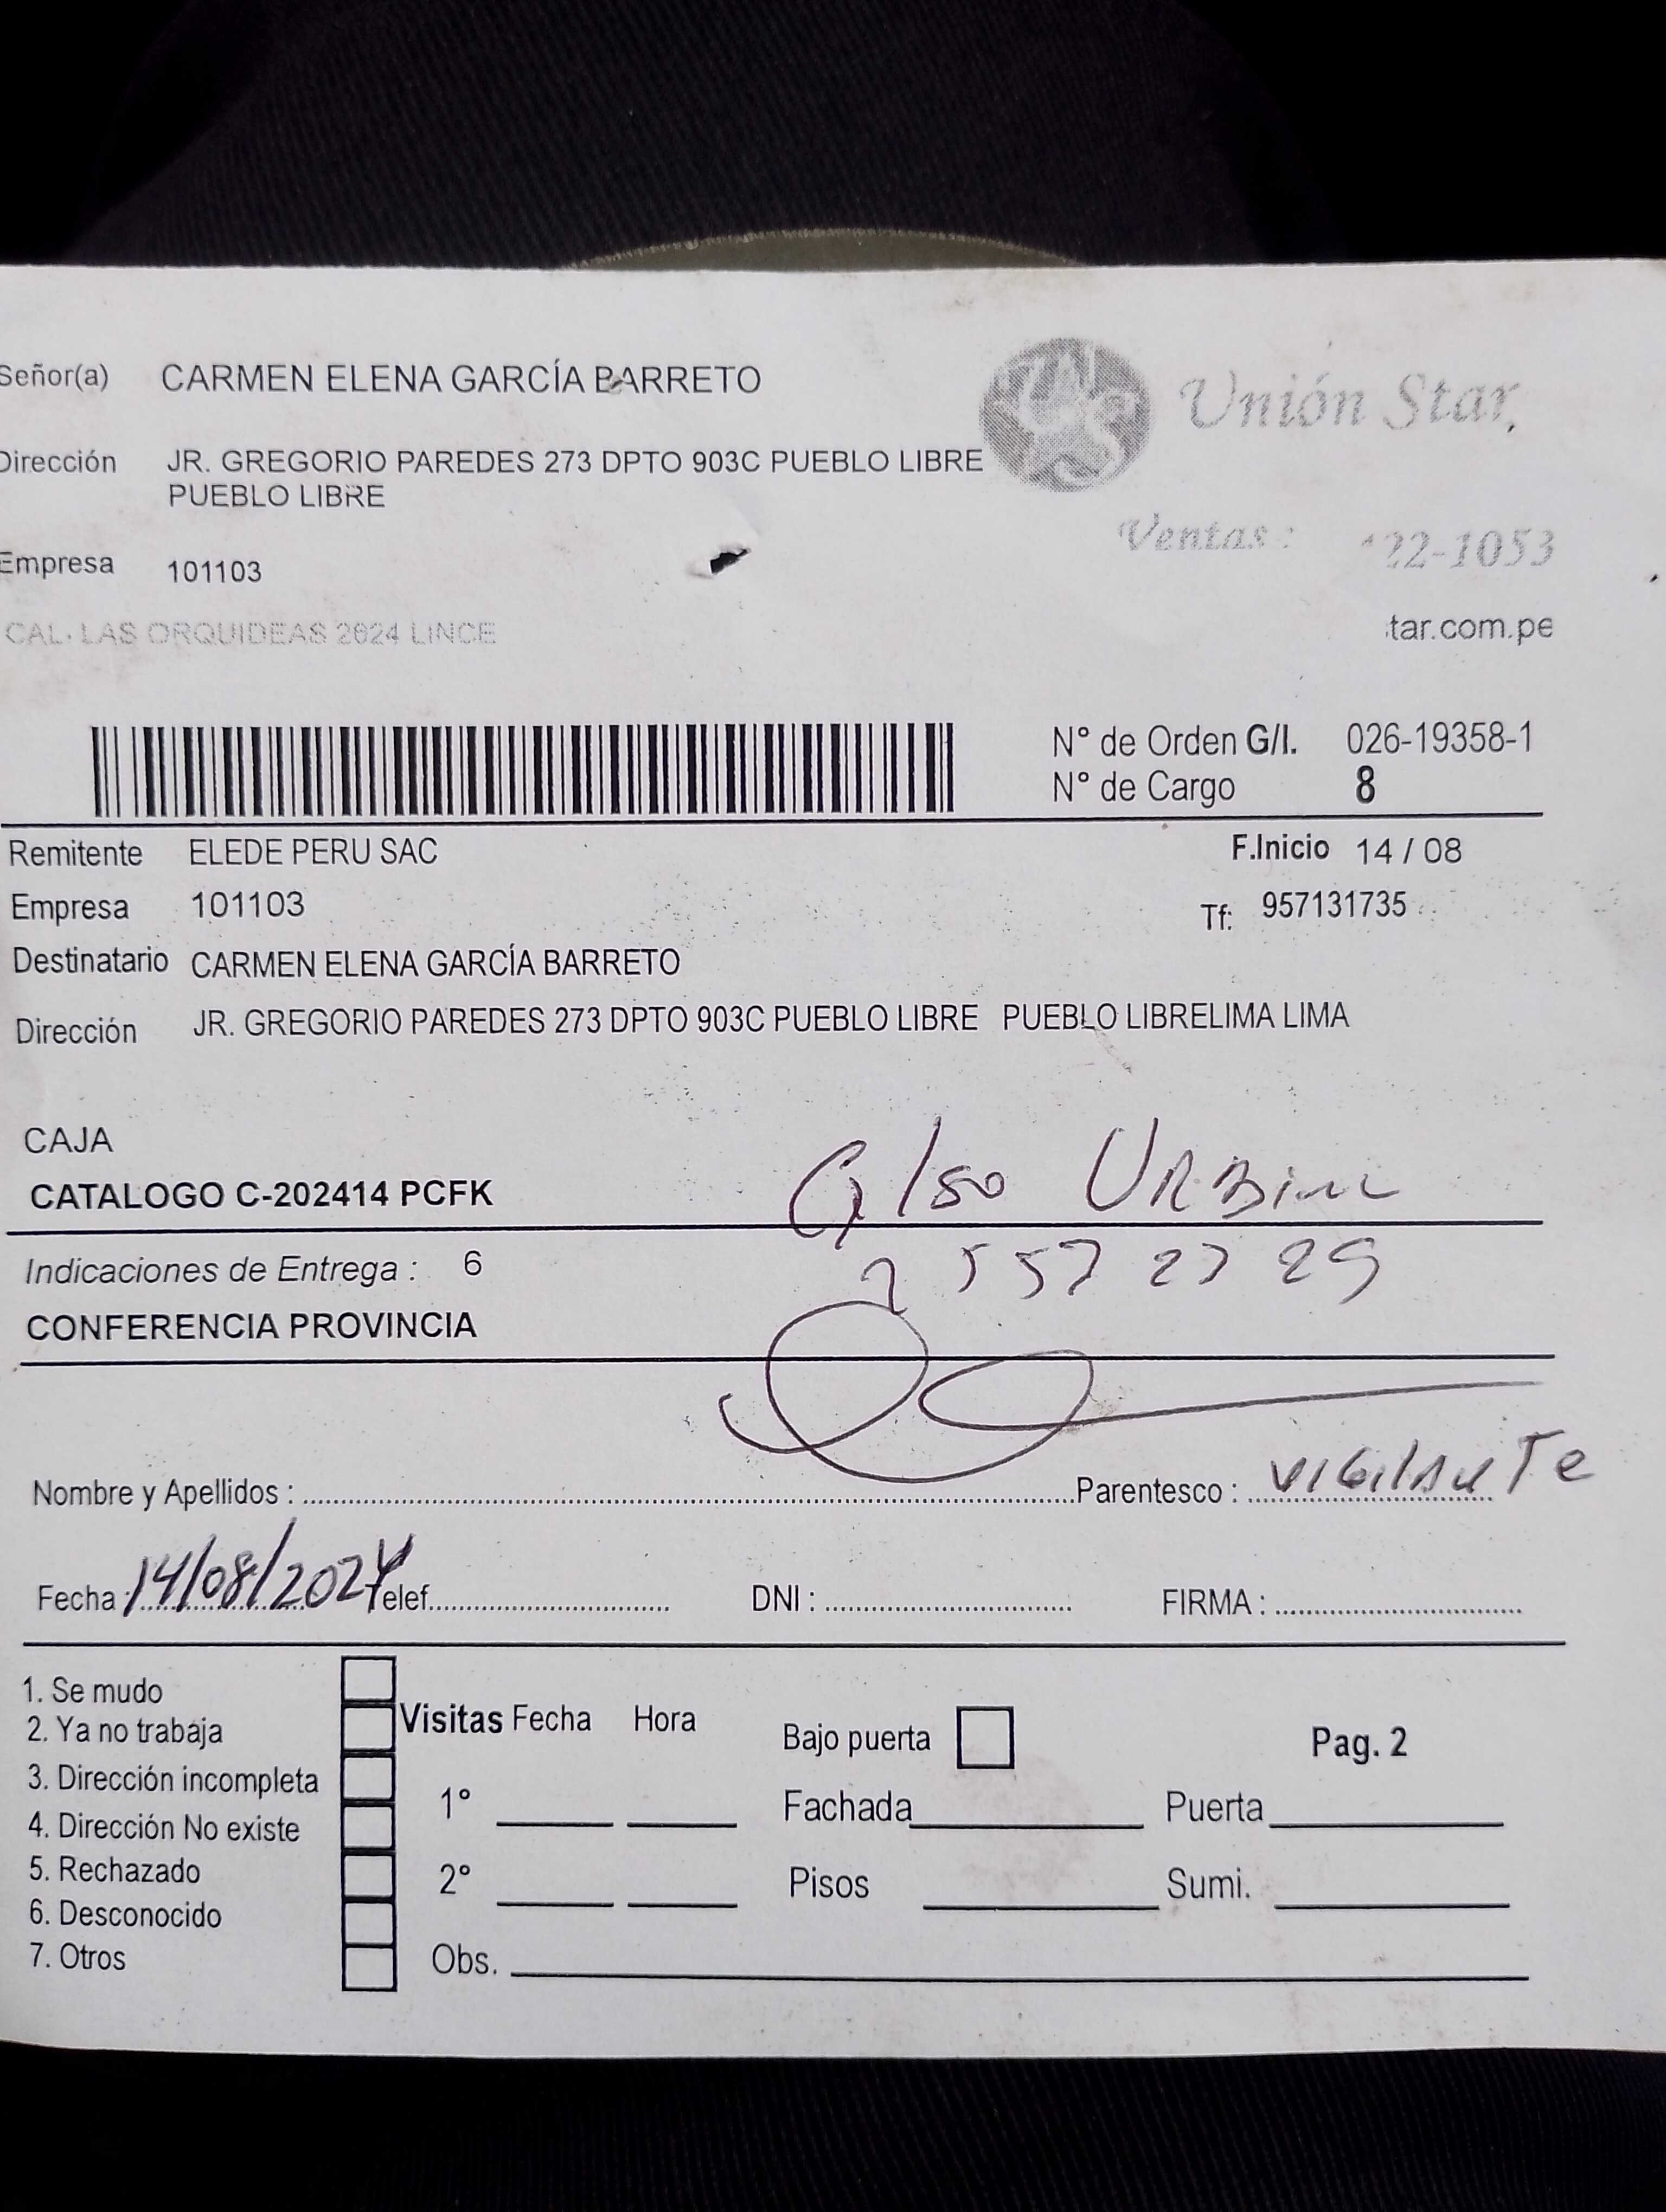 Señor(a) CARMEN ELENA GARCÍA BARRETO
Unión Star,
Dirección JR. GREGORIO PAREDES 273 DPTO 903C PUEBLO LIBRE
PUEBLO LIBRE
Ventas : 22-1053
Empresa 101103
CAL. LAS ORQUIDEAS 2624 LINCE
tar.com.pe
N° de Orden G/I. 026-19358-1
N° de Cargo 8
Remitente ELEDE PERU SAC F.Inicio 14 / 08
Empresa 101103 Tf: 957131735
Destinatario CARMEN ELENA GARCÍA BARRETO
Dirección JR. GREGORIO PAREDES 273 DPTO 903C PUEBLO LIBRE PUEBLO LIBRELIMA LIMA
CAJA
CATALOGO C-202414 PCFK
Indicaciones de Entrega : 6
CONFERENCIA PROVINCIA
Nombre y Apellidos : Parentesco : VIGilAnTe
Fecha : 14/08/2024 Telef. DNI : FIRMA :
1. Se mudo
2. Ya no trabaja
3. Dirección incompleta
4. Dirección No existe
5. Rechazado
6. Desconocido
7. Otros
Visitas Fecha Hora
1°
2°
Obs.
Bajo puerta Pag. 2
Fachada Puerta
Pisos Sumi.